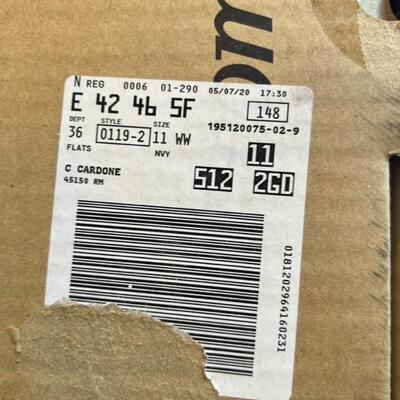 om
N REG 0006 01-290 05/07/20 17:30
E 42 46 5F 148
DEPT STYLE SIZE 195120075-02-9
36 0119-2 11 WW
FLATS NVY 11
C CARDONE 512 2GD
45150 RM
0181202964160231